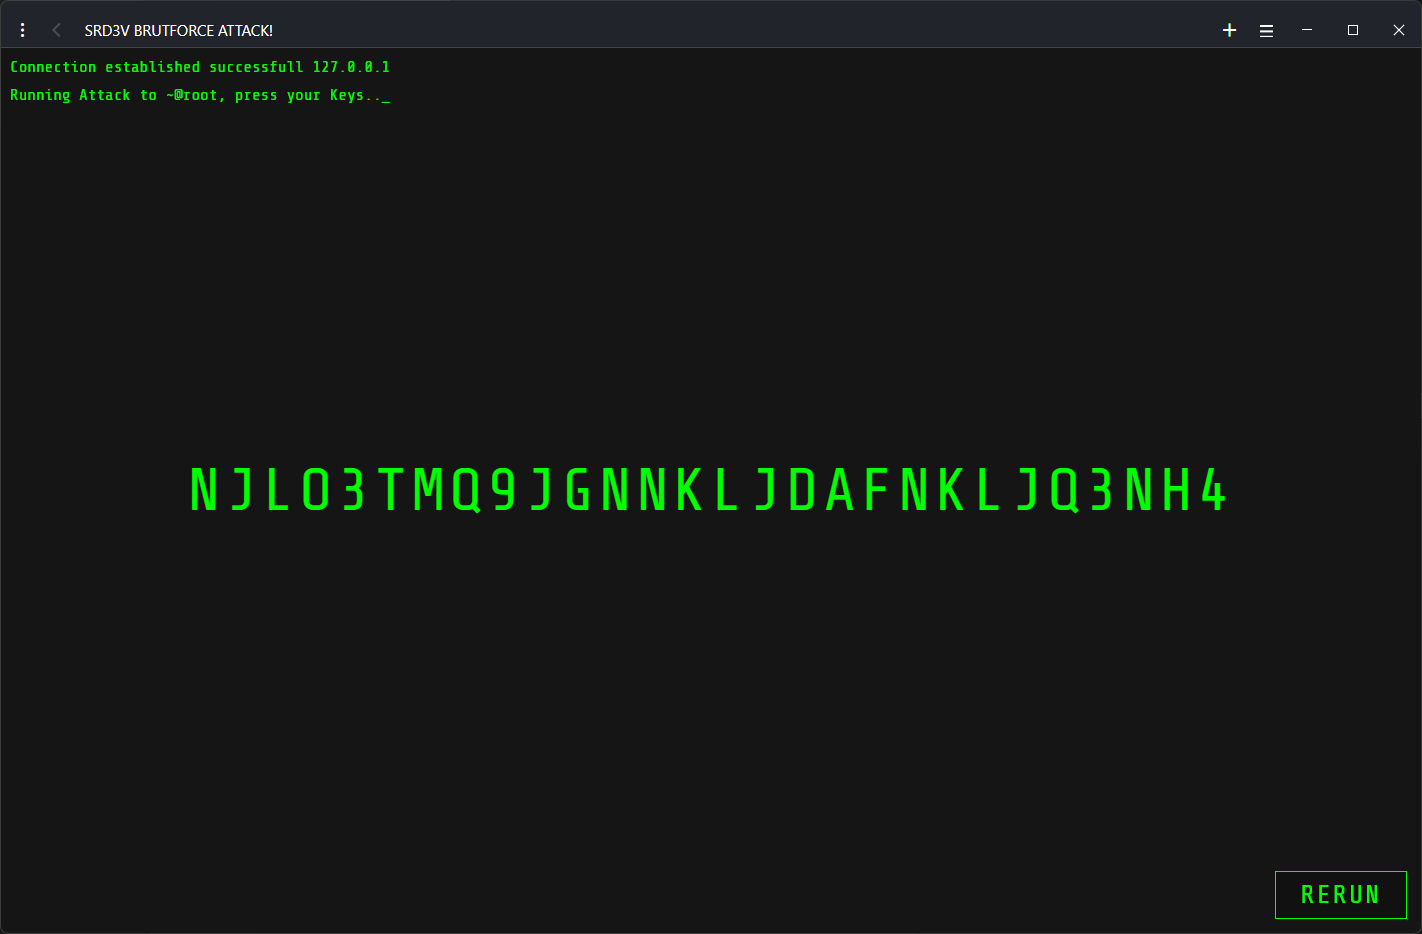 SRD3V BRUTFORCE ATTACK!
Connection established successfull 127.0.0.1
Running Attack to ~@root, press your Keys.._
NJLO3TMQ9JGNNKLJDAFNKLJQ3NH4
RERUN